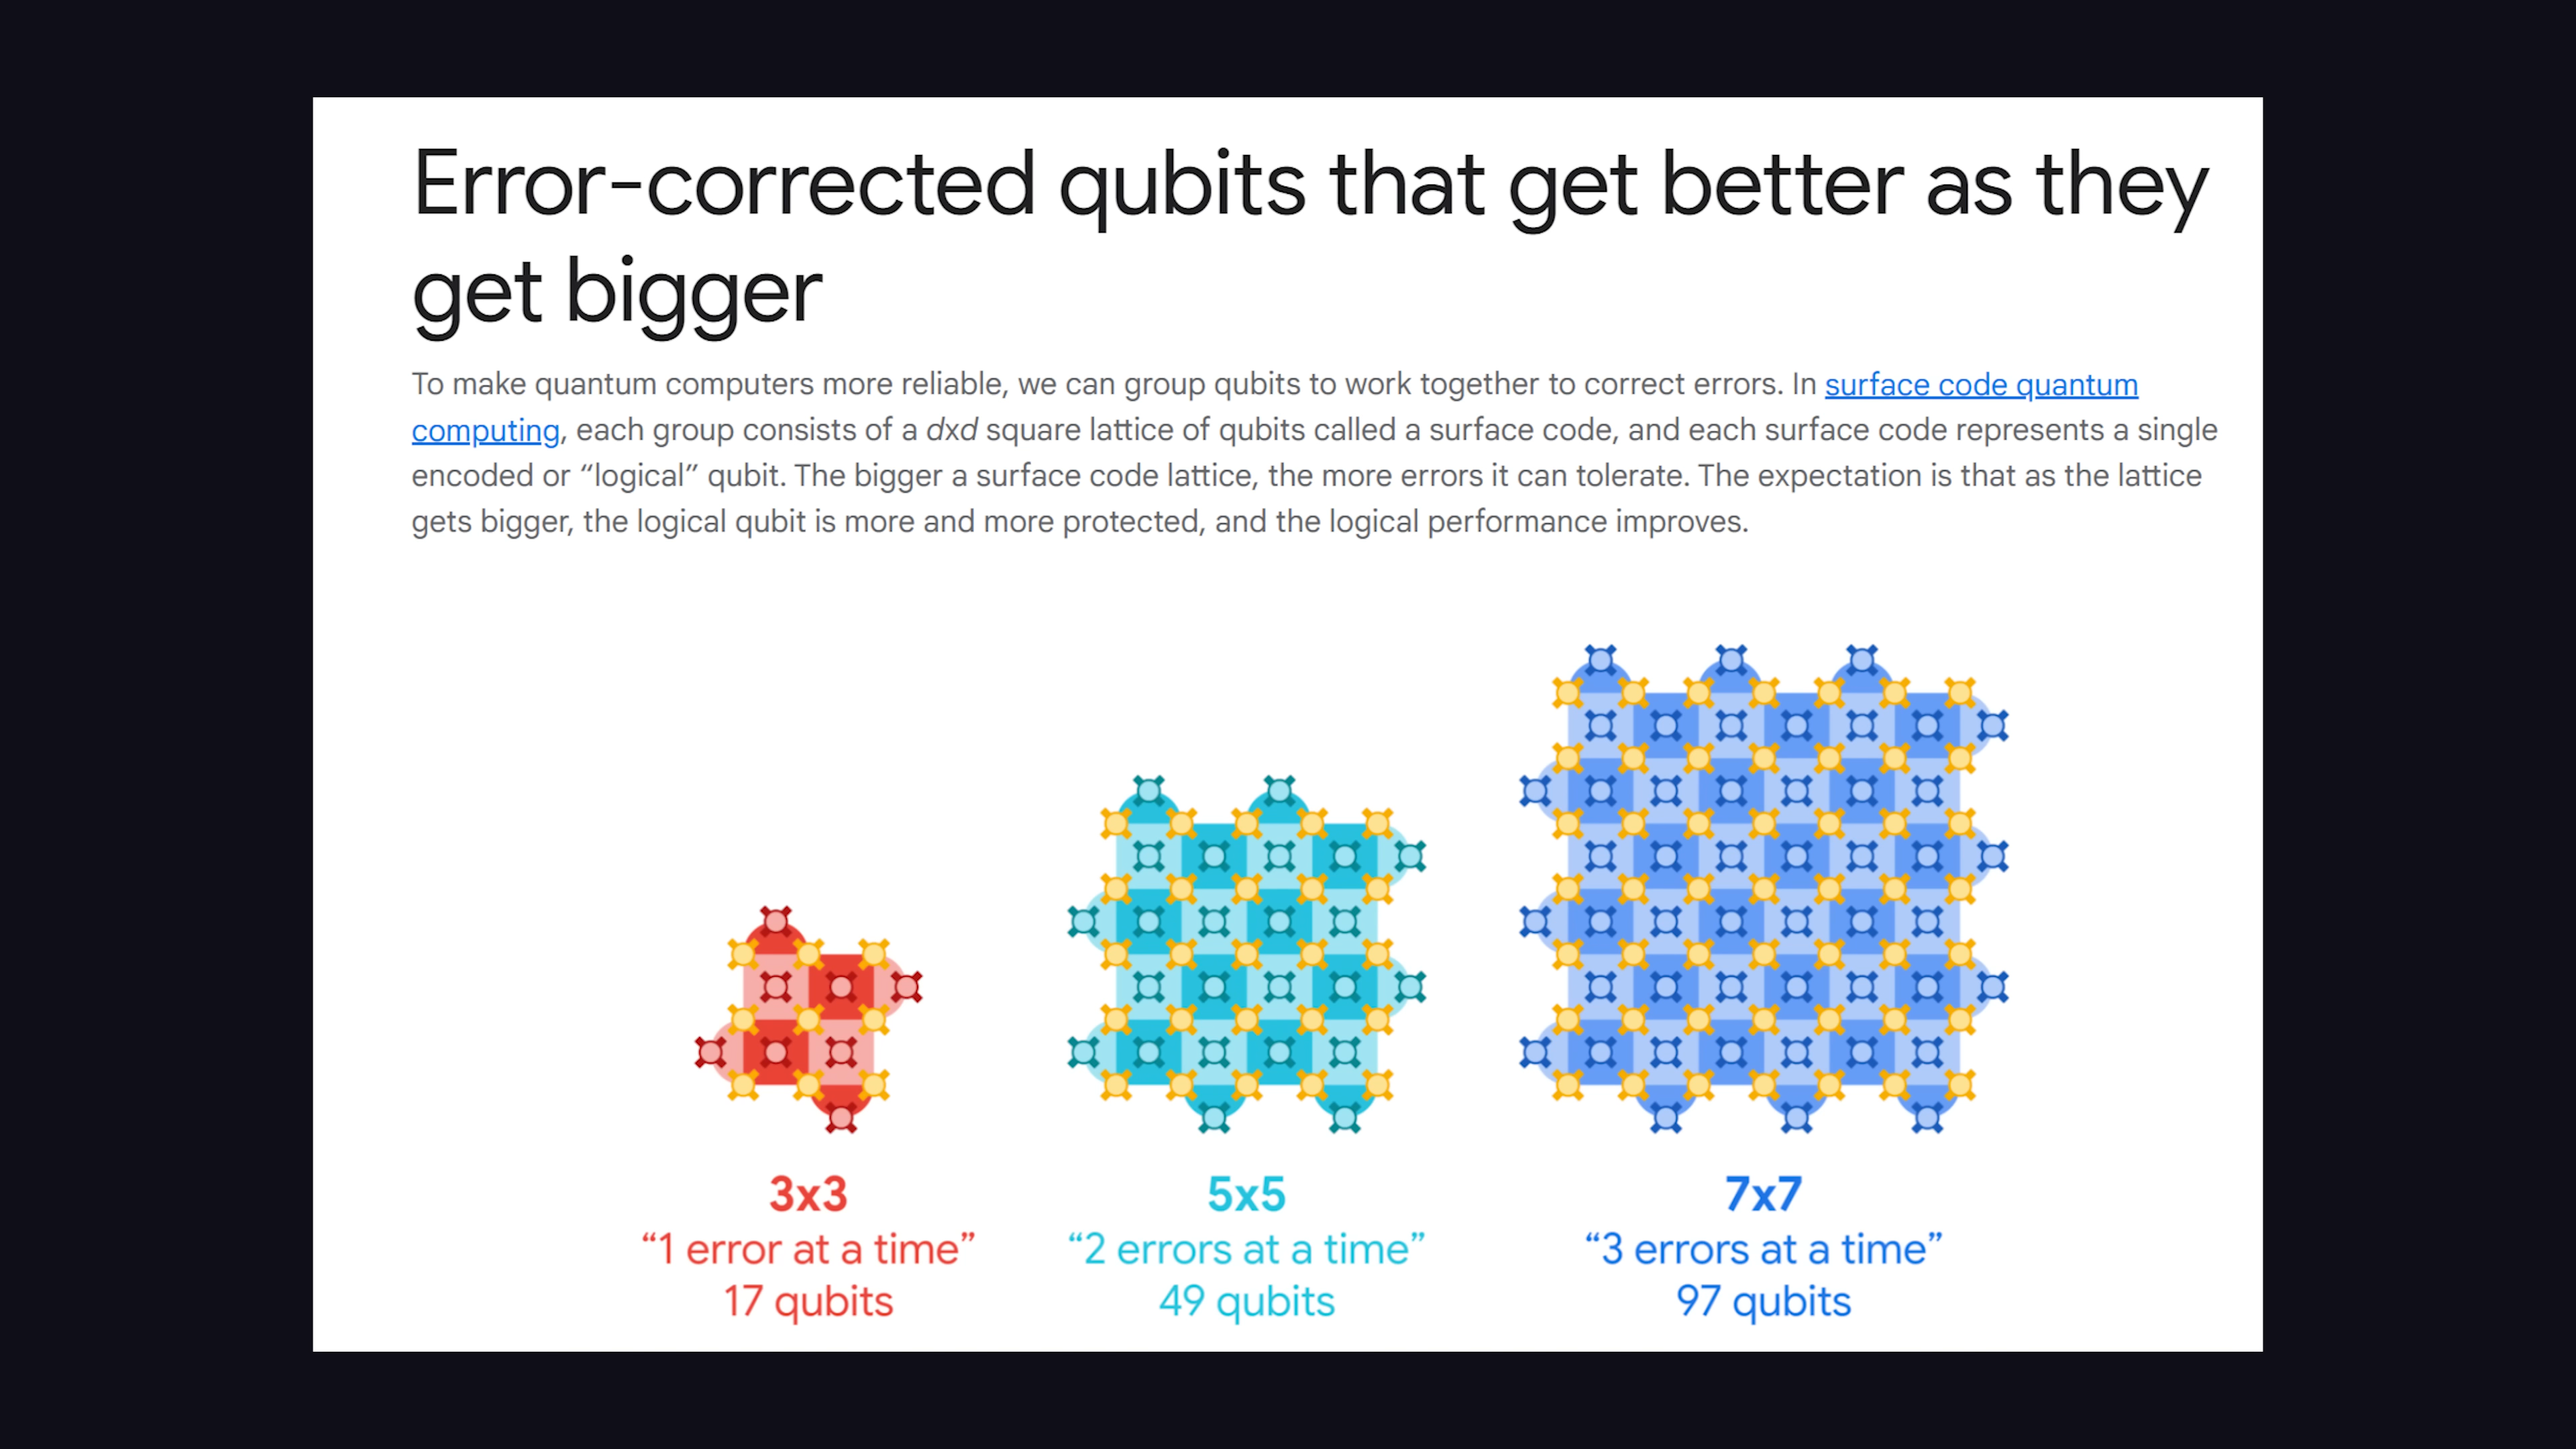 Error-corrected qubits that get better as they
get bigger
To make quantum computers more reliable, we can group qubits to work together to correct errors. In surface code quantum
computing, each group consists of a dxd square lattice of qubits called a surface code, and each surface code represents a single
encoded or “logical” qubit. The bigger a surface code lattice, the more errors it can tolerate. The expectation is that as the lattice
gets bigger, the logical qubit is more and more protected, and the logical performance improves.
3x3
“1 error at a time”
17 qubits
5x5
“2 errors at a time”
49 qubits
7x7
“3 errors at a time”
97 qubits